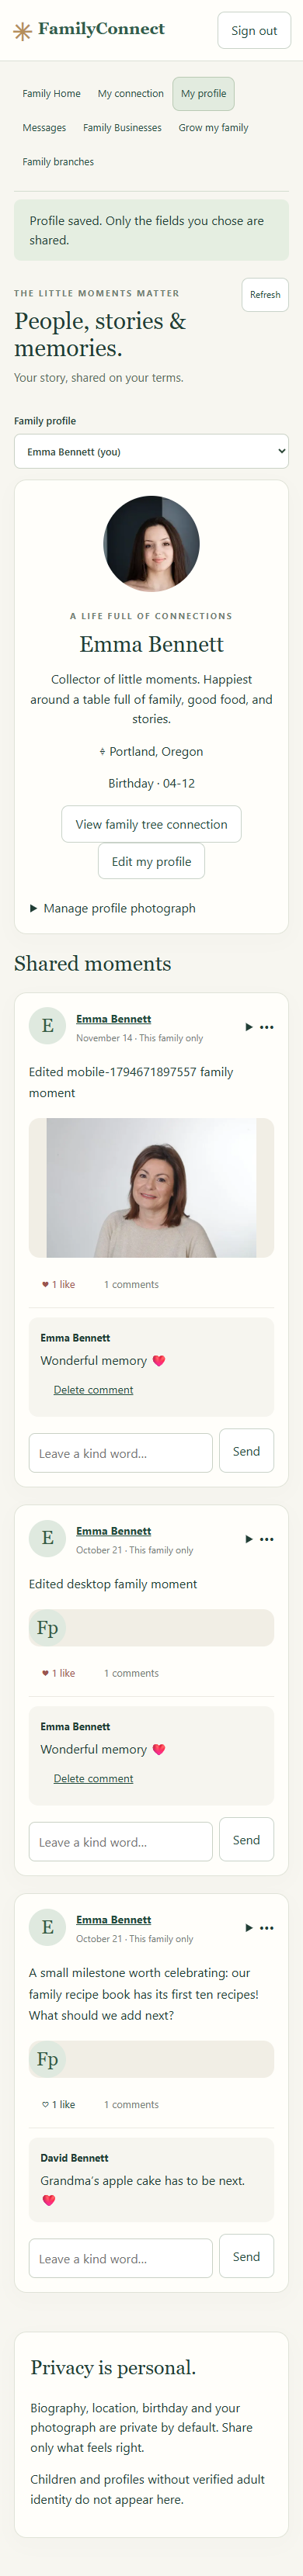 FamilyConnect
Sign out
Family Home
My connection
My profile
Messages
Family Businesses
Grow my family
Family branches
Profile saved. Only the fields you chose are
shared.
THE LITTLE MOMENTS MATTER
Refresh
People, stories &
memories.
Your story, shared on your terms.
Family profile
Emma Bennett (you)
A LIFE FULL OF CONNECTIONS
Emma Bennett
Collector of little moments. Happiest
around a table full of family, good food, and
stories.
Portland, Oregon
Birthday · 04-12
View family tree connection
Edit my profile
▶ Manage profile photograph
Shared moments
E
Emma Bennett
November 14 · This family only
▶ •••
Edited mobile-1794671897557 family
moment
♥ 1 like
1 comments
Emma Bennett
Wonderful memory 💖
Delete comment
Leave a kind word...
Send
E
Emma Bennett
October 21 · This family only
▶ •••
Edited desktop family moment
Fp
♥ 1 like
1 comments
Emma Bennett
Wonderful memory 💖
Delete comment
Leave a kind word...
Send
E
Emma Bennett
October 21 · This family only
▶ •••
A small milestone worth celebrating: our
family recipe book has its first ten recipes!
What should we add next?
Fp
♡ 1 like
1 comments
David Bennett
Grandma's apple cake has to be next.
💖
Leave a kind word...
Send
Privacy is personal.
Biography, location, birthday and your
photograph are private by default. Share
only what feels right.
Children and profiles without verified adult
identity do not appear here.